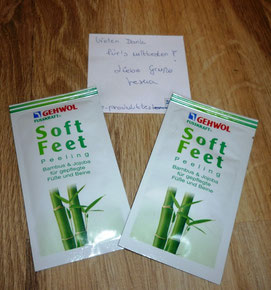 Vielen Dank
fürs mitmachen!
Liebe Grüße
GEHWOL
FUSSKRAFT
Soft
Feet
Peeling
Bambus & Jojoba
für gepflegte
Füße und Beine
GEHWOL
FUSSKRAFT
Soft
Feet
Peeling
Bambus & Jojoba
für gepflegte
Füße und Beine